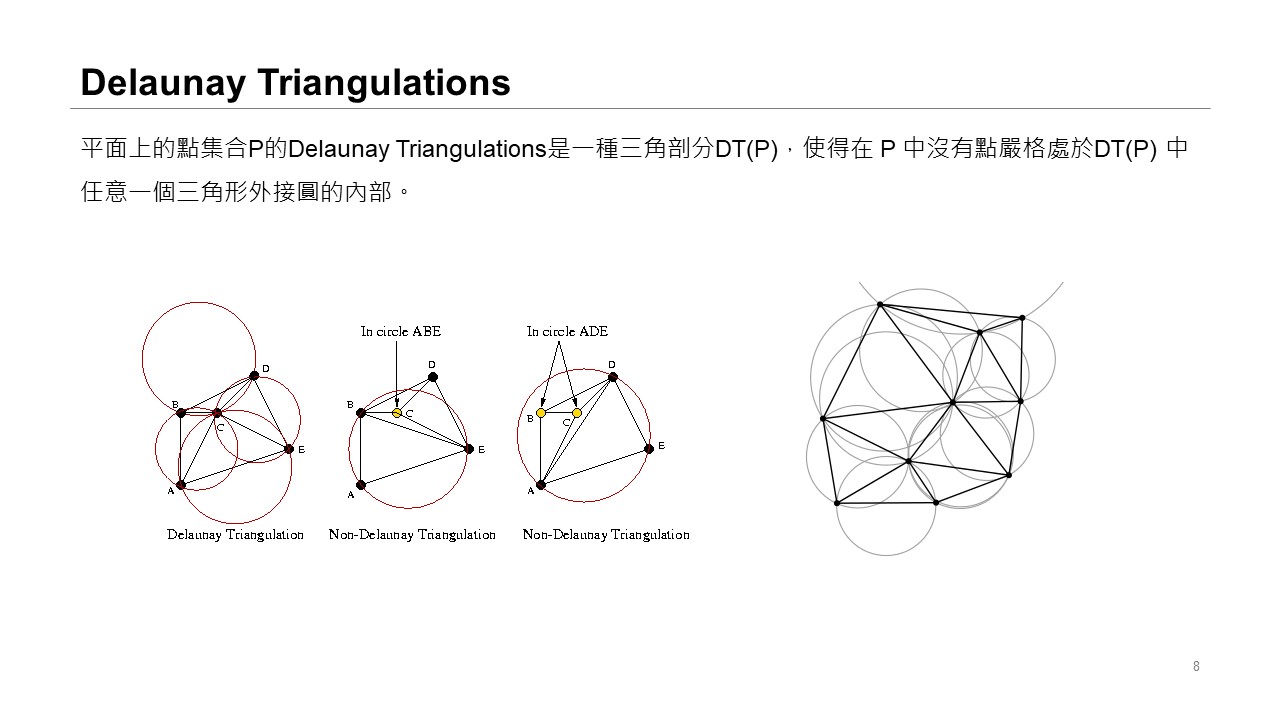 Delaunay Triangulations
平面上的點集合P的Delaunay Triangulations是一種三角剖分DT(P)，使得在 P 中沒有點嚴格處於DT(P) 中
任意一個三角形外接圓的內部。
In circle ABE
In circle ADE
D
B
C
E
A
D
B
C
E
A
D
B
C
E
A
Delaunay Triangulation
Non-Delaunay Triangulation
Non-Delaunay Triangulation
8